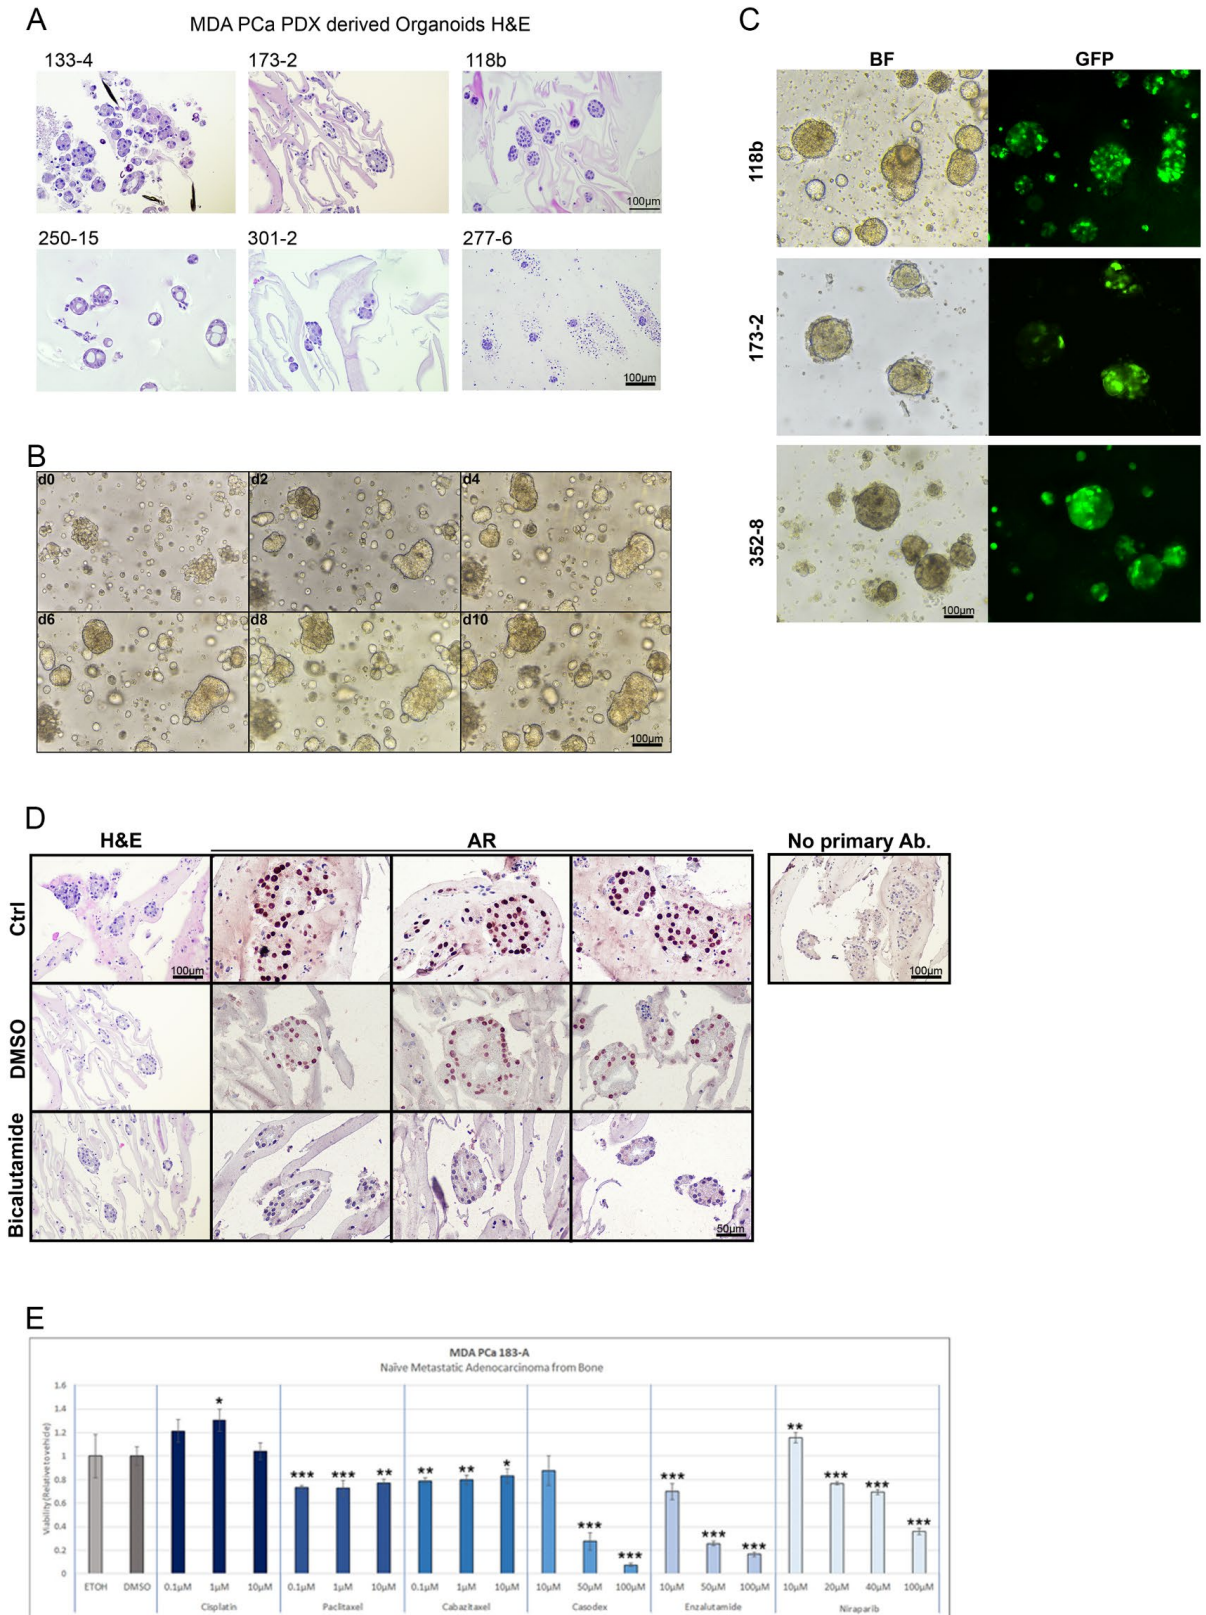 A
MDA PCa PDX derived Organoids H&E
133-4
173-2
118b
100µm
250-15
301-2
277-6
100µm
B
d0
d2
d4
d6
d8
d10
100µm
C
BF
GFP
118b
173-2
352-8
100µm
D
H&E
AR
No primary Ab.
Ctrl
100µm
100µm
DMSO
Bicalutamide
50µm
E
MDA PCa 183-A
Naïve Metastatic Adenocarcinoma from Bone
Viability (Relative to vehicle)
1.6
1.4
1.2
1
0.8
0.6
0.4
0.2
0
*
*** *** **
** ** *
*** ***
*** *** ***
** *** *** ***
ETOH DMSO 0.1µM 1µM 10µM 0.1µM 1µM 10µM 0.1µM 1µM 10µM 10µM 50µM 100µM 10µM 50µM 100µM 10µM 20µM 40µM 100µM
Cisplatin Paclitaxel Cabazitaxel Casodex Enzalutamide Niraparib